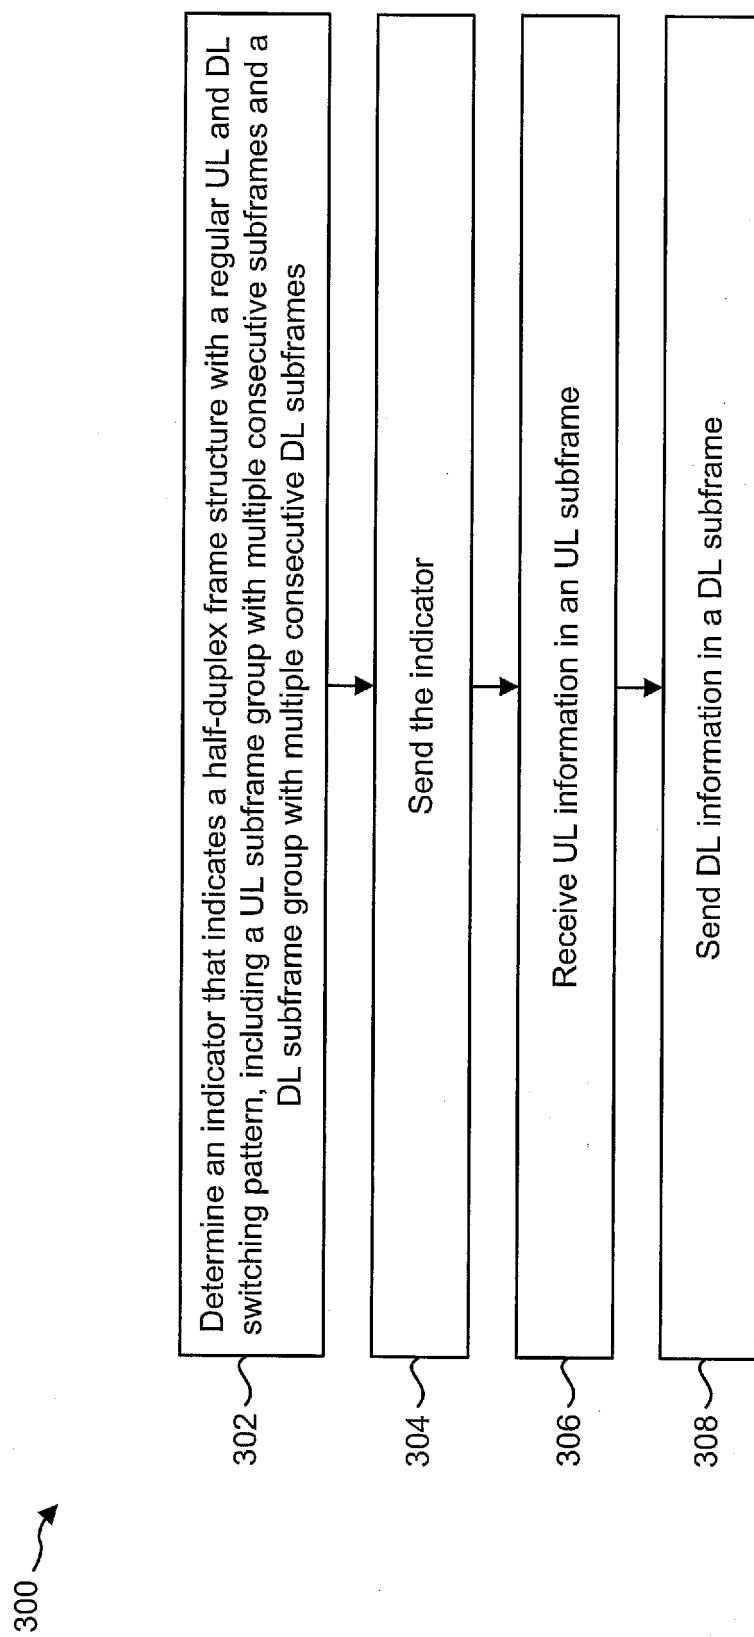 300
302
Determine an indicator that indicates a half-duplex frame structure with a regular UL and DL
switching pattern, including a UL subframe group with multiple consecutive subframes and a
DL subframe group with multiple consecutive DL subframes
304
Send the indicator
306
Receive UL information in an UL subframe
308
Send DL information in a DL subframe